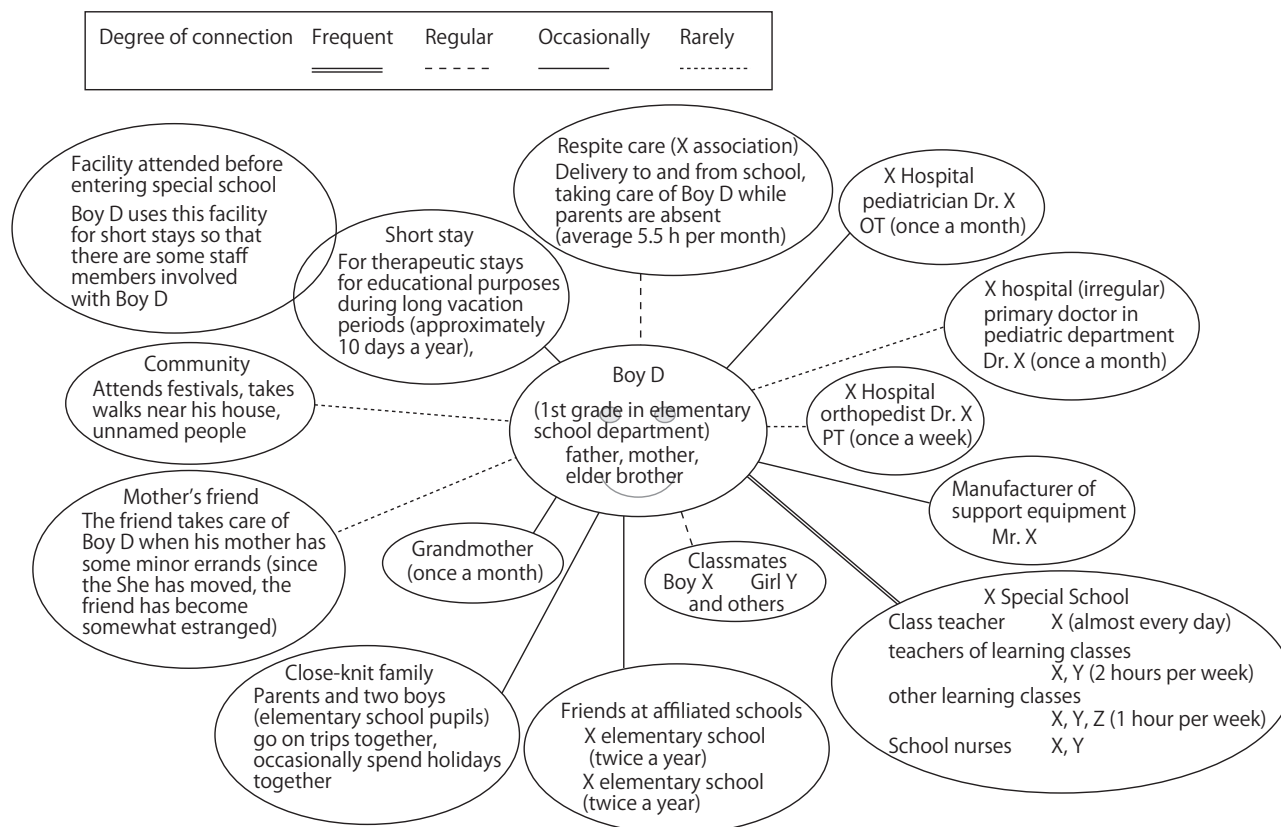 Degree of connection Frequent Regular Occasionally Rarely
Facility attended before
entering special school
Boy D uses this facility
for short stays so that
there are some staff
members involved
with Boy D
Short stay
For therapeutic stays
for educational purposes
during long vacation
periods (approximately
10 days a year),
Respite care (X association)
Delivery to and from school,
taking care of Boy D while
parents are absent
(average 5.5 h per month)
X Hospital
pediatrician Dr. X
OT (once a month)
X hospital (irregular)
primary doctor in
pediatric department
Dr. X (once a month)
Community
Attends festivals, takes
walks near his house,
unnamed people
Boy D
(1st grade in elementary
school department)
father, mother,
elder brother
X Hospital
orthopedist Dr. X
PT (once a week)
Mother's friend
The friend takes care of
Boy D when his mother has
some minor errands (since
the She has moved, the
friend has become
somewhat estranged)
Grandmother
(once a month)
Classmates
Boy X Girl Y
and others
Manufacturer of
support equipment
Mr. X
Close-knit family
Parents and two boys
(elementary school pupils)
go on trips together,
occasionally spend holidays
together
Friends at affiliated schools
X elementary school
(twice a year)
X elementary school
(twice a year)
X Special School
Class teacher X (almost every day)
teachers of learning classes
X, Y (2 hours per week)
other learning classes
X, Y, Z (1 hour per week)
School nurses X, Y